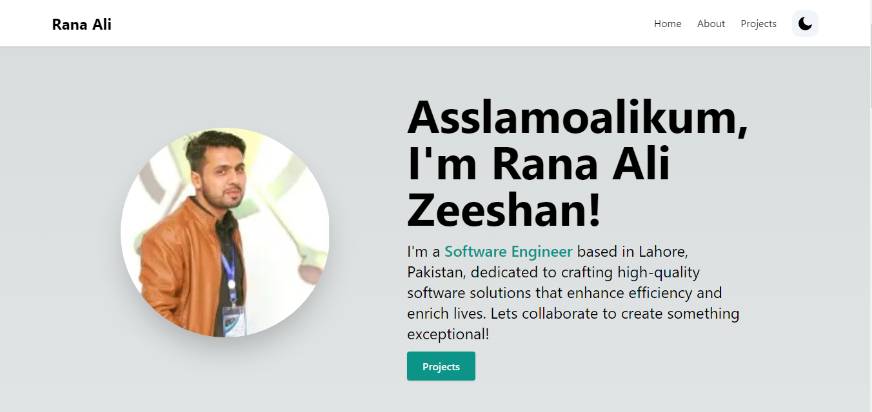 Rana Ali
Home About Projects
Asslamoalikum,
I'm Rana Ali
Zeeshan!
I'm a Software Engineer based in Lahore,
Pakistan, dedicated to crafting high-quality
software solutions that enhance efficiency and
enrich lives. Lets collaborate to create something
exceptional!
Projects